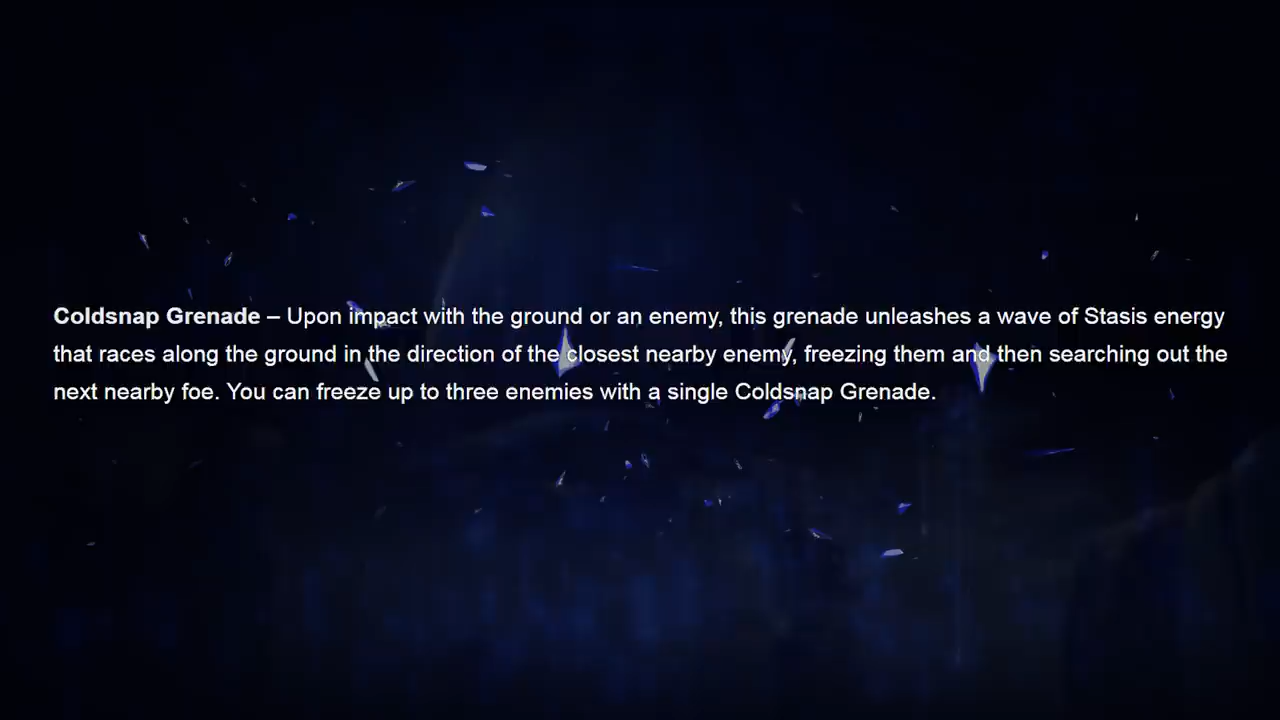 Coldsnap Grenade – Upon impact with the ground or an enemy, this grenade unleashes a wave of Stasis energy
that races along the ground in the direction of the closest nearby enemy, freezing them and then searching out the
next nearby foe. You can freeze up to three enemies with a single Coldsnap Grenade.